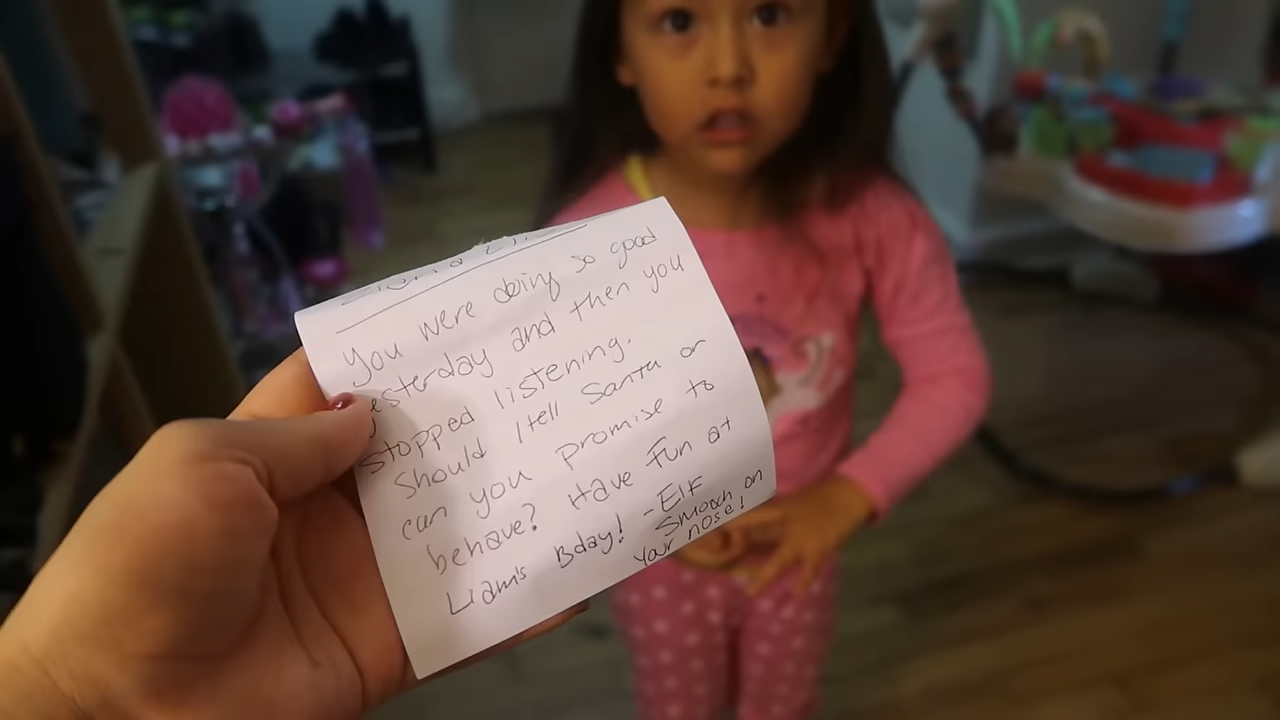 You were doing so good
yesterday and then you
stopped listening.
Should I tell Santa or
can you promise to
behave? Have Fun at
Liam's Bday! -Elf
Smooch on
your nose!